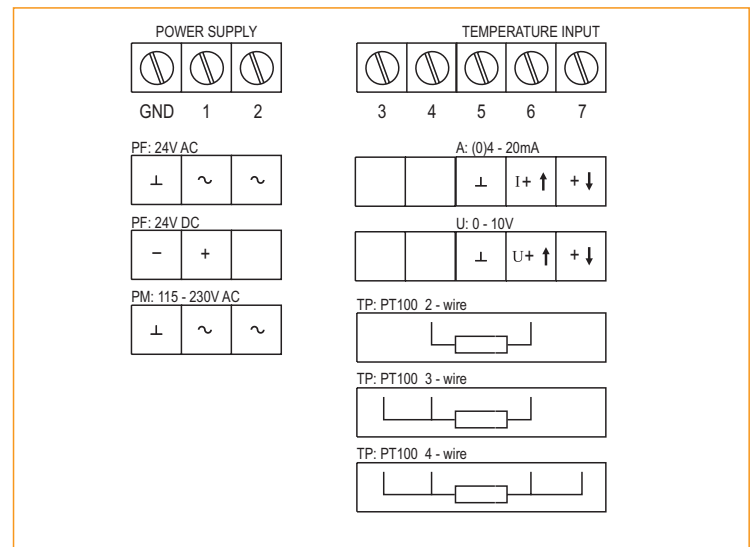 POWER SUPPLY
GND 1 2
PF: 24V AC
⊥ ~ ~
PF: 24V DC
− +
PM: 115 - 230V AC
⊥ ~ ~
TEMPERATURE INPUT
3 4 5 6 7
A: (0)4 - 20mA
⊥ I+ ↑ + ↓
U: 0 - 10V
⊥ U+ ↑ + ↓
TP: PT100 2 - wire
TP: PT100 3 - wire
TP: PT100 4 - wire